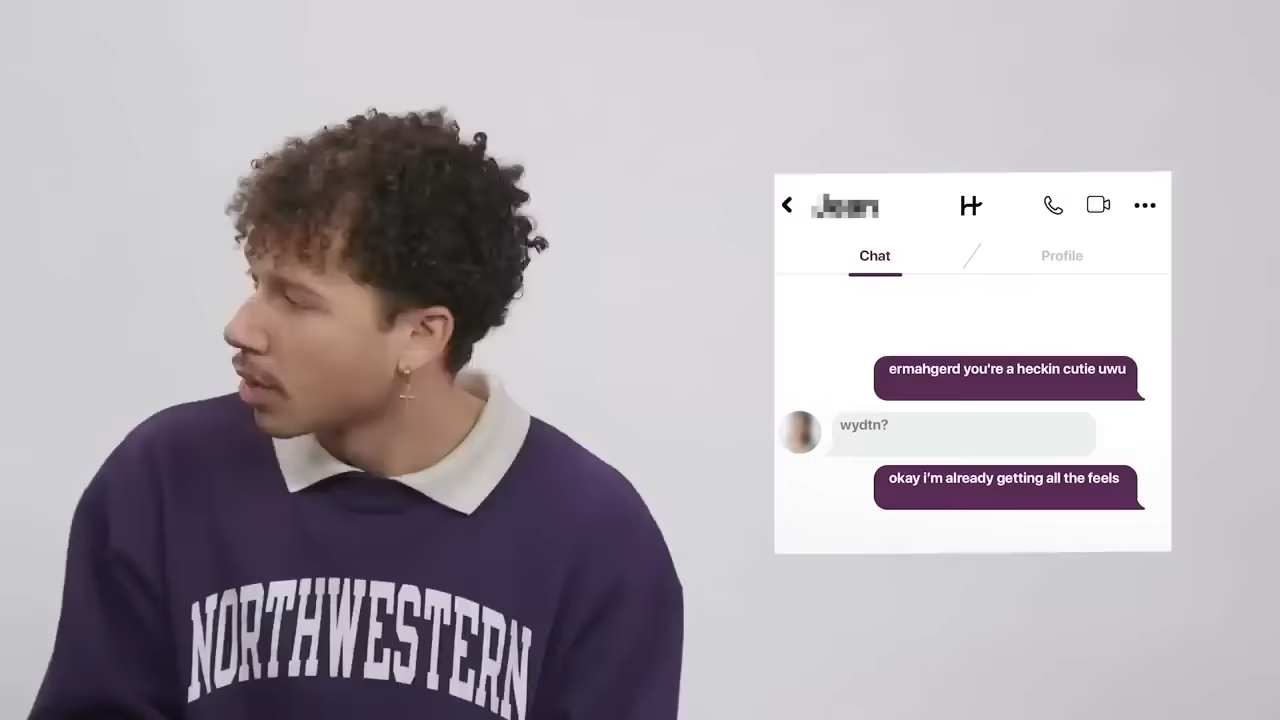 Chat
Profile
ermahgerd you're a heckin cutie uwu
wydtn?
okay i'm already getting all the feels
NORTHWESTERN